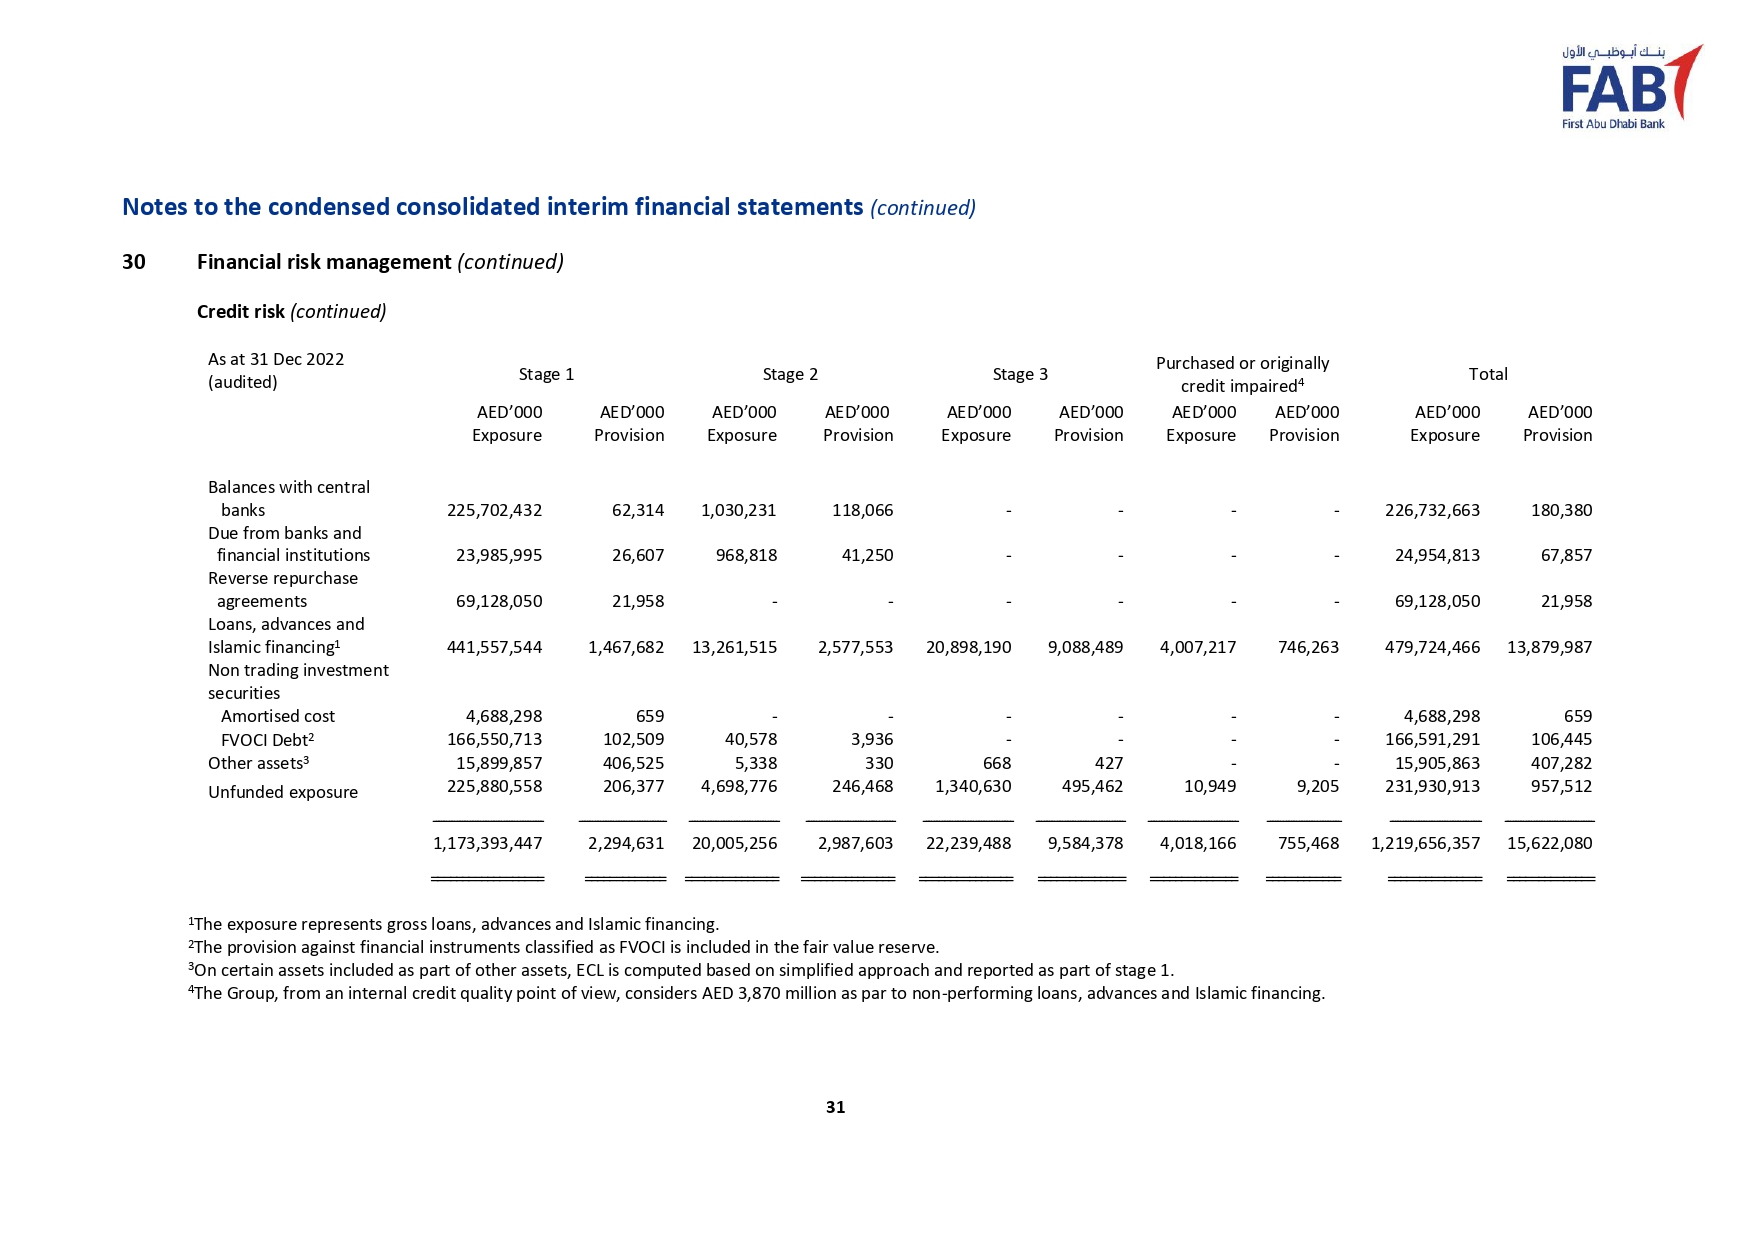 بنك أبوظبي الأول
FAB
First Abu Dhabi Bank
Notes to the condensed consolidated interim financial statements (continued)
30 Financial risk management (continued)
Credit risk (continued)
As at 31 Dec 2022
(audited)
Stage 1 Stage 2 Stage 3 Purchased or originally
credit impaired⁴ Total
AED’000 AED’000 AED’000 AED’000 AED’000 AED’000 AED’000 AED’000 AED’000 AED’000
Exposure Provision Exposure Provision Exposure Provision Exposure Provision Exposure Provision
Balances with central
banks 225,702,432 62,314 1,030,231 118,066 - - - - 226,732,663 180,380
Due from banks and
financial institutions 23,985,995 26,607 968,818 41,250 - - - - 24,954,813 67,857
Reverse repurchase
agreements 69,128,050 21,958 - - - - - - 69,128,050 21,958
Loans, advances and
Islamic financing¹ 441,557,544 1,467,682 13,261,515 2,577,553 20,898,190 9,088,489 4,007,217 746,263 479,724,466 13,879,987
Non trading investment
securities
Amortised cost 4,688,298 659 - - - - - - 4,688,298 659
FVOCI Debt² 166,550,713 102,509 40,578 3,936 - - - - 166,591,291 106,445
Other assets³ 15,899,857 406,525 5,338 330 668 427 - - 15,905,863 407,282
Unfunded exposure 225,880,558 206,377 4,698,776 246,468 1,340,630 495,462 10,949 9,205 231,930,913 957,512
1,173,393,447 2,294,631 20,005,256 2,987,603 22,239,488 9,584,378 4,018,166 755,468 1,219,656,357 15,622,080
¹The exposure represents gross loans, advances and Islamic financing.
²The provision against financial instruments classified as FVOCI is included in the fair value reserve.
³On certain assets included as part of other assets, ECL is computed based on simplified approach and reported as part of stage 1.
⁴The Group, from an internal credit quality point of view, considers AED 3,870 million as par to non-performing loans, advances and Islamic financing.
31